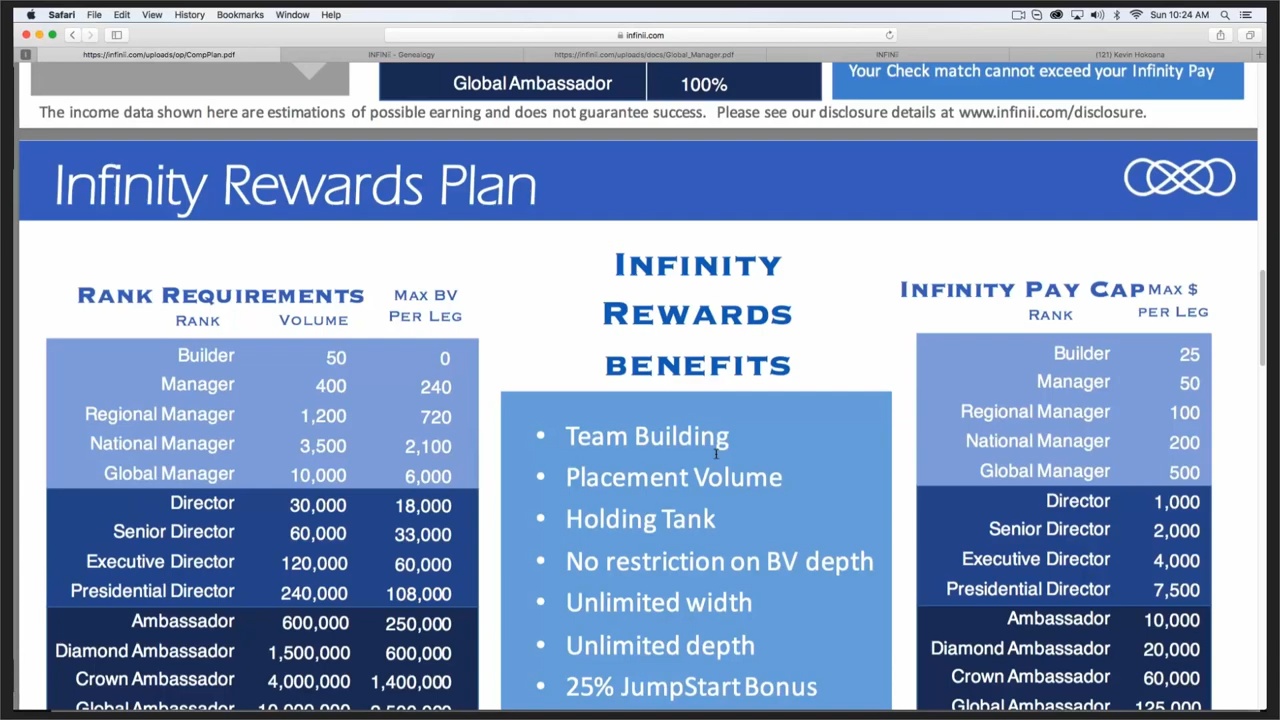 Safari File Edit View History Bookmarks Window Help Sun 10:24 AM
infinii.com
1 https://infinii.com/uploads/op/CompPlan.pdf INFINii - Genealogy https://infinii.com/uploads/docs/Global_Manager.pdf INFINii (121) Kevin Hokoana
Global Ambassador 100%
Your Check match cannot exceed your Infinity Pay
The income data shown here are estimations of possible earning and does not guarantee success. Please see our disclosure details at www.infinii.com/disclosure.
Infinity Rewards Plan
RANK REQUIREMENTS
MAX BV
RANK VOLUME PER LEG
Builder 50 0
Manager 400 240
Regional Manager 1,200 720
National Manager 3,500 2,100
Global Manager 10,000 6,000
Director 30,000 18,000
Senior Director 60,000 33,000
Executive Director 120,000 60,000
Presidential Director 240,000 108,000
Ambassador 600,000 250,000
Diamond Ambassador 1,500,000 600,000
Crown Ambassador 4,000,000 1,400,000
Global Ambassador 10,000,000
INFINITY
REWARDS
BENEFITS
• Team Building
• Placement Volume
• Holding Tank
• No restriction on BV depth
• Unlimited width
• Unlimited depth
• 25% JumpStart Bonus
INFINITY PAY CAP MAX $
RANK PER LEG
Builder 25
Manager 50
Regional Manager 100
National Manager 200
Global Manager 500
Director 1,000
Senior Director 2,000
Executive Director 4,000
Presidential Director 7,500
Ambassador 10,000
Diamond Ambassador 20,000
Crown Ambassador 60,000
Global Ambassador 125,000